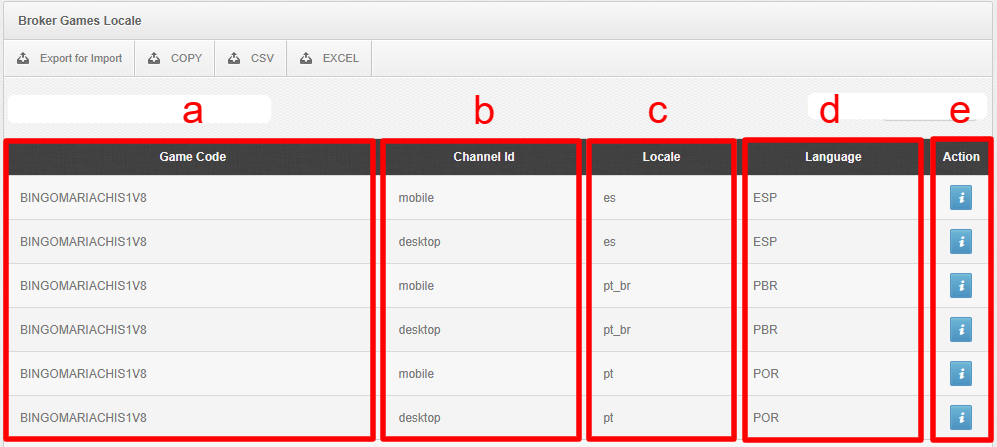 Broker Games Locale
Export for Import COPY CSV EXCEL
a b c d e
Game Code Channel Id Locale Language Action
BINGOMARIACHIS1V8 mobile es ESP i
BINGOMARIACHIS1V8 desktop es ESP i
BINGOMARIACHIS1V8 mobile pt_br PBR i
BINGOMARIACHIS1V8 desktop pt_br PBR i
BINGOMARIACHIS1V8 mobile pt POR i
BINGOMARIACHIS1V8 desktop pt POR i